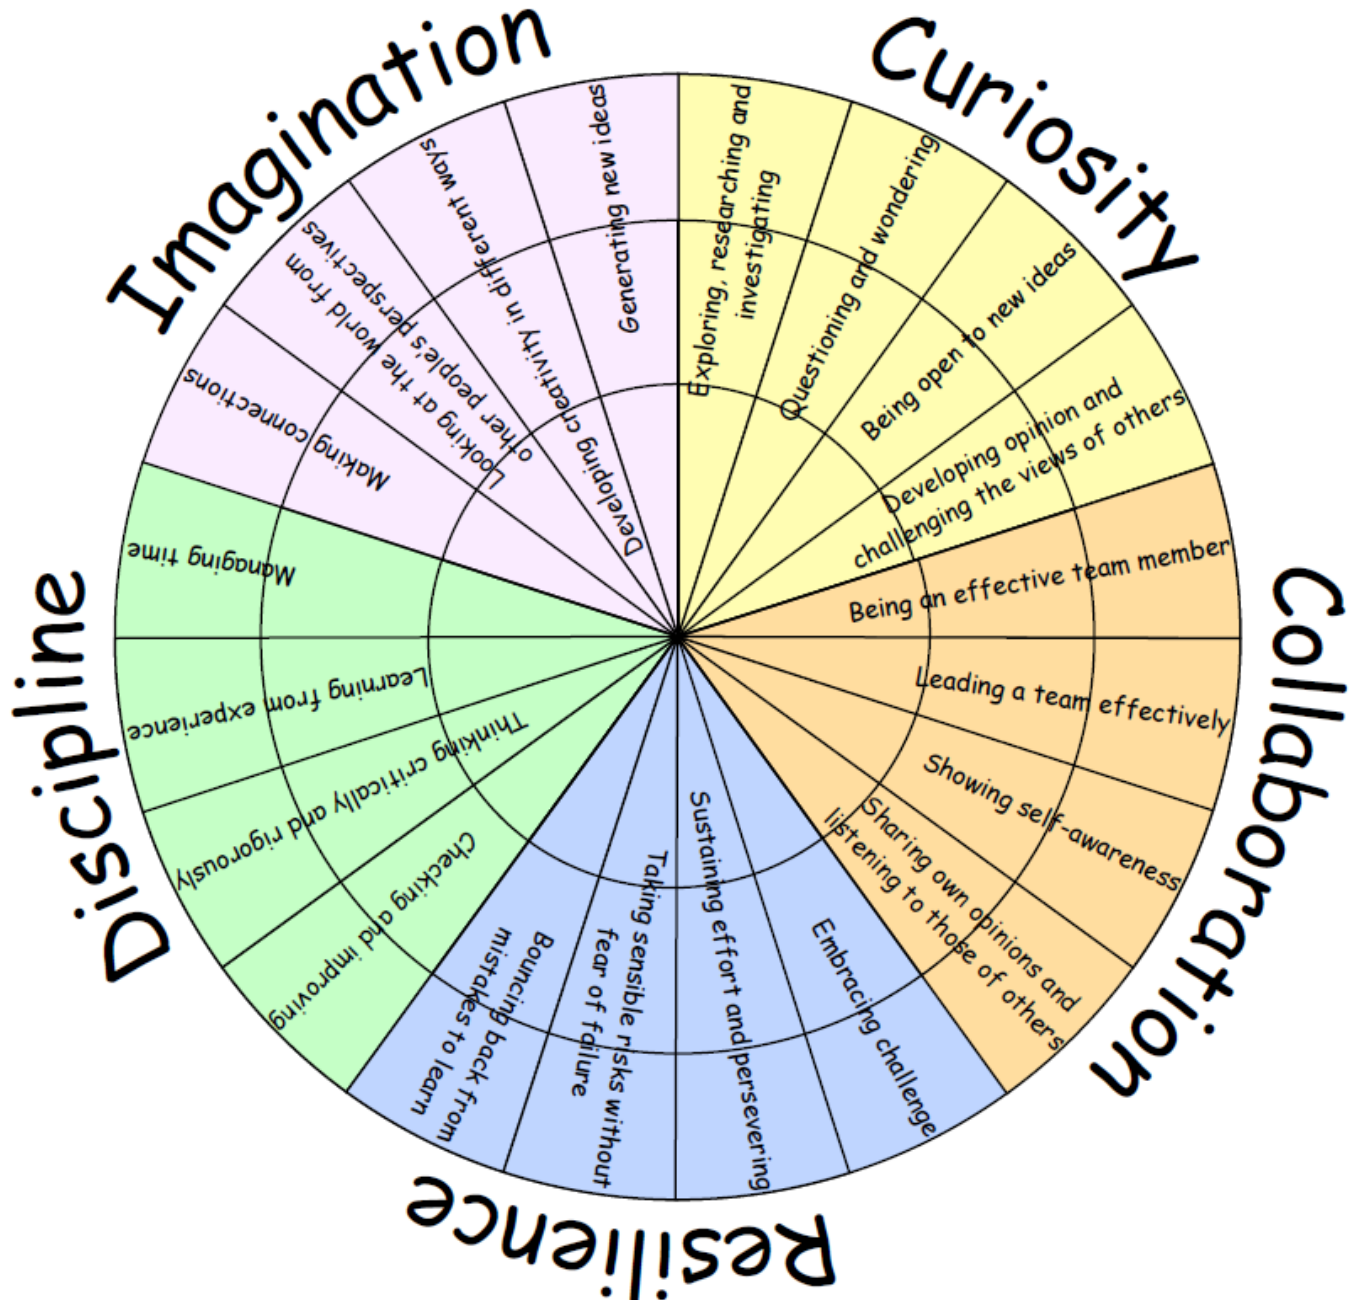 Curiosity
Exploring, researching and
investigating
Questioning and wondering
Being open to new ideas
Developing opinion and
challenging the views of others
Collaboration
Being an effective team member
Leading a team effectively
Showing self-awareness
Sharing own opinions and
listening to those of others
Resilience
Embracing challenge
Sustaining effort and persevering
Taking sensible risks without
fear of failure
Bouncing back from
mistakes to learn
Discipline
Checking and improving
Thinking critically and rigorously
Learning from experience
Managing time
Imagination
Making connections
Looking at the world from
other people's perspectives
Developing creativity in different ways
Generating new ideas